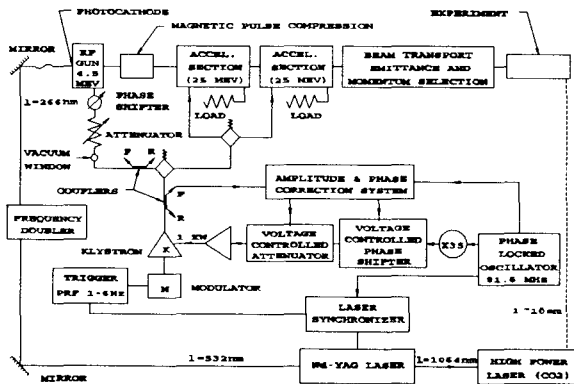 PHOTOCATHODE
MAGNETIC PULSE COMPRESSION
EXPERIMENT
MIRROR
RF
GUN
4.5
MEV
ACCEL.
SECTION
(25 MEV)
ACCEL.
SECTION
(25 MEV)
BEAM TRANSPORT
EMITTANCE AND
MOMENTUM SELECTION
l=266nm
PHASE
SHIFTER
LOAD
LOAD
ATTENUATOR
VACUUM
WINDOW
F
R
COUPLERS
F
R
AMPLITUDE & PHASE
CORRECTION SYSTEM
FREQUENCY
DOUBLER
1 KW
KLYSTRON
K
VOLTAGE
CONTROLLED
ATTENUATOR
VOLTAGE
CONTROLLED
PHASE
SHIFTER
X35
PHASE
LOCKED
OSCILLATOR
81.6 MHz
TRIGGER
PRF 1-6Hz
M
MODULATOR
LASER
SYNCHRONIZER
l=532nm
Nd-YAG LASER
l=1064nm
HIGH POWER
LASER (CO2)
MIRROR